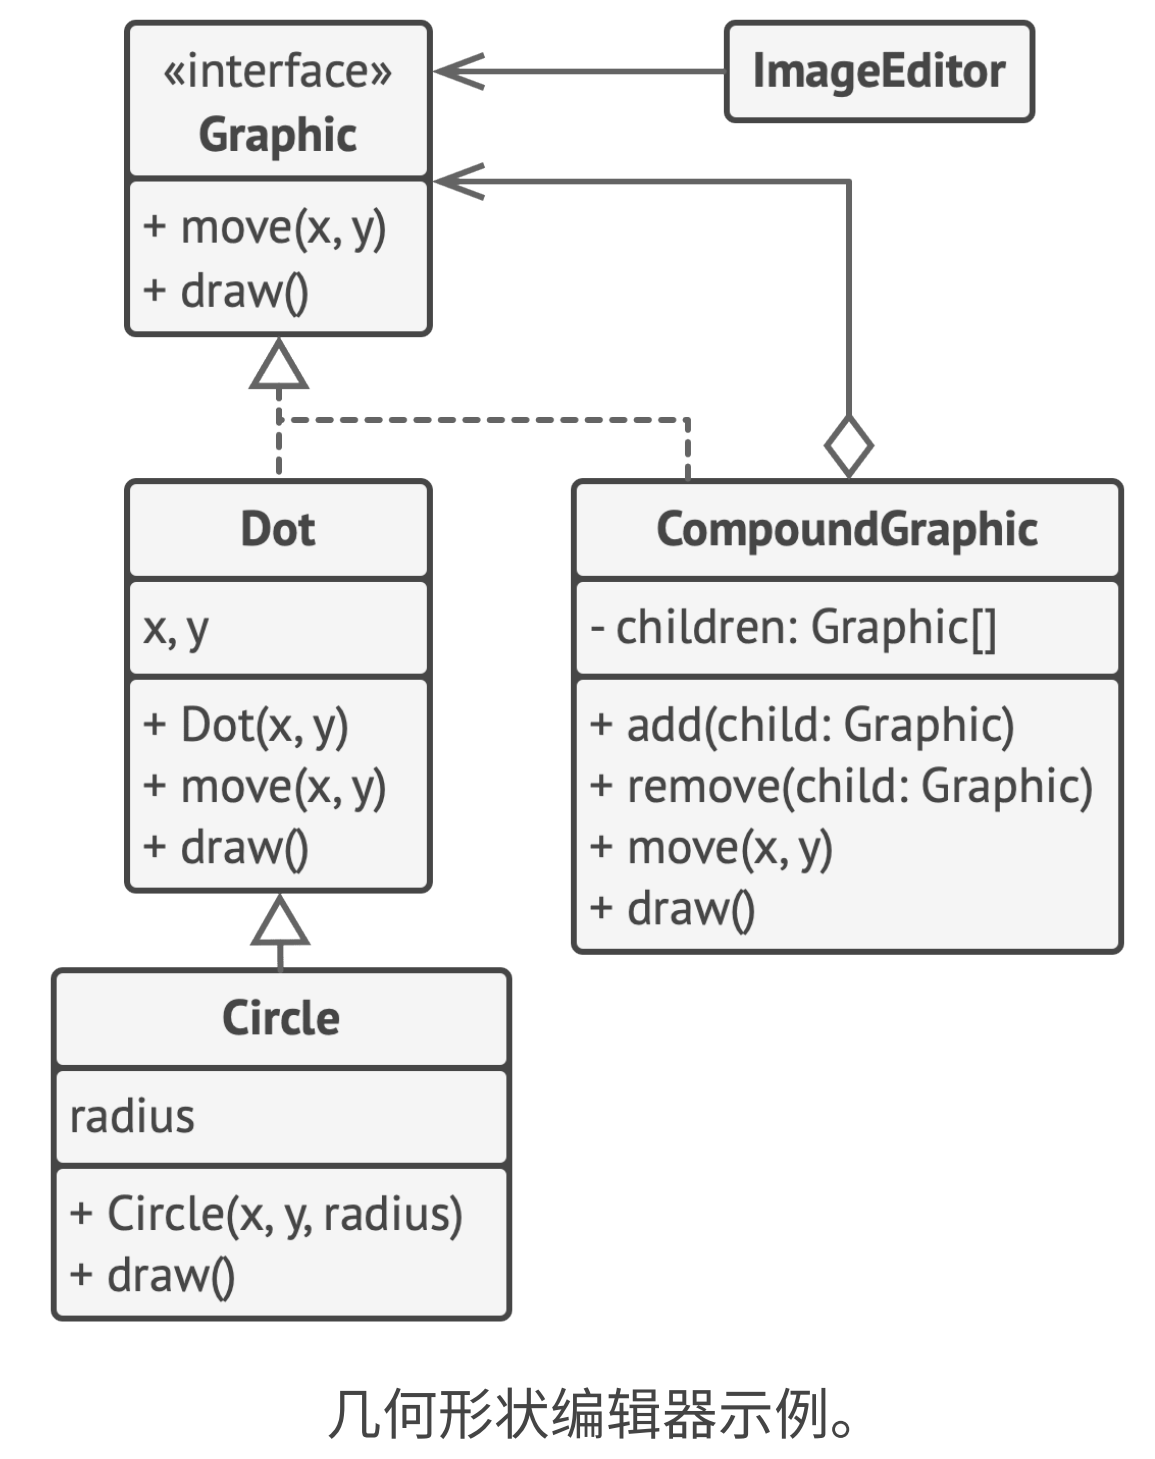 «interface»
Graphic
+ move(x, y)
+ draw()
ImageEditor
Dot
x, y
+ Dot(x, y)
+ move(x, y)
+ draw()
CompoundGraphic
- children: Graphic[]
+ add(child: Graphic)
+ remove(child: Graphic)
+ move(x, y)
+ draw()
Circle
radius
+ Circle(x, y, radius)
+ draw()
几何形状编辑器示例。